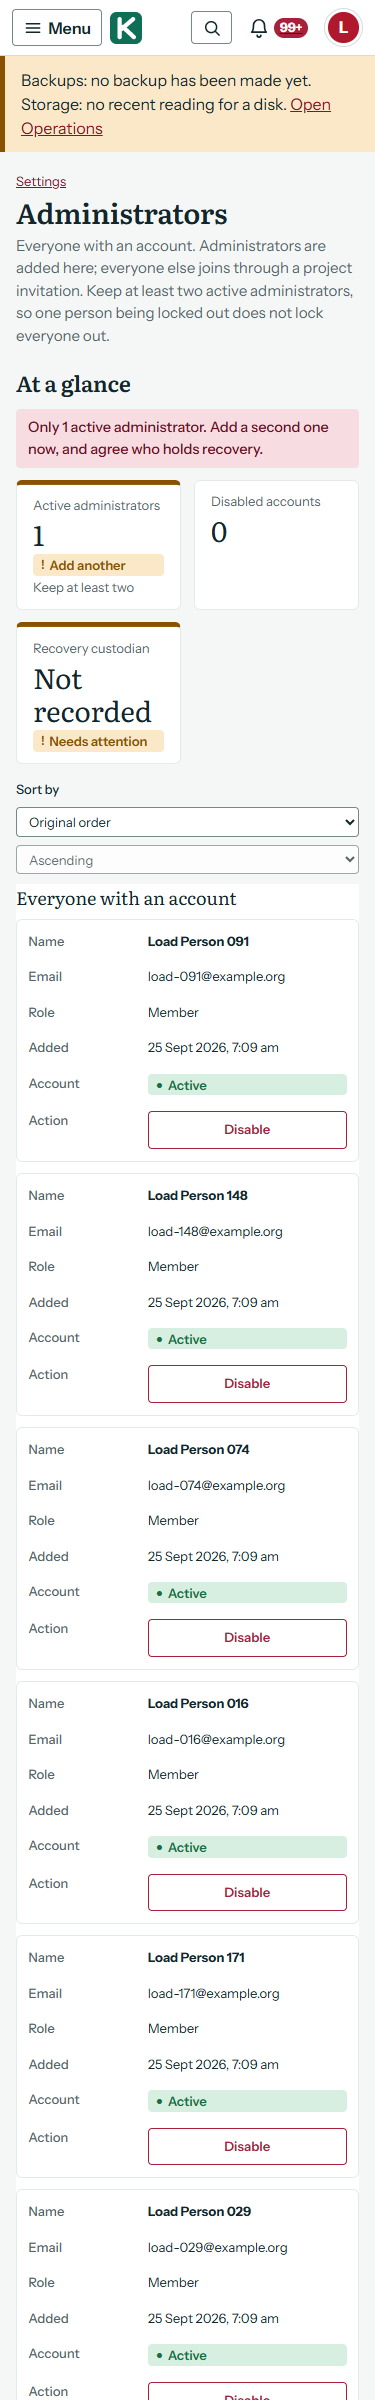 Menu
K
99+
L
Backups: no backup has been made yet.
Storage: no recent reading for a disk. Open
Operations
Settings
Administrators
Everyone with an account. Administrators are
added here; everyone else joins through a project
invitation. Keep at least two active administrators,
so one person being locked out does not lock
everyone out.
At a glance
Only 1 active administrator. Add a second one
now, and agree who holds recovery.
Active administrators
1
! Add another
Keep at least two
Disabled accounts
0
Recovery custodian
Not
recorded
! Needs attention
Sort by
Original order
Ascending
Everyone with an account
Name Load Person 091
Email load-091@example.org
Role Member
Added 25 Sept 2026, 7:09 am
Account Active
Action Disable
Name Load Person 148
Email load-148@example.org
Role Member
Added 25 Sept 2026, 7:09 am
Account Active
Action Disable
Name Load Person 074
Email load-074@example.org
Role Member
Added 25 Sept 2026, 7:09 am
Account Active
Action Disable
Name Load Person 016
Email load-016@example.org
Role Member
Added 25 Sept 2026, 7:09 am
Account Active
Action Disable
Name Load Person 171
Email load-171@example.org
Role Member
Added 25 Sept 2026, 7:09 am
Account Active
Action Disable
Name Load Person 029
Email load-029@example.org
Role Member
Added 25 Sept 2026, 7:09 am
Account Active
Action Disable